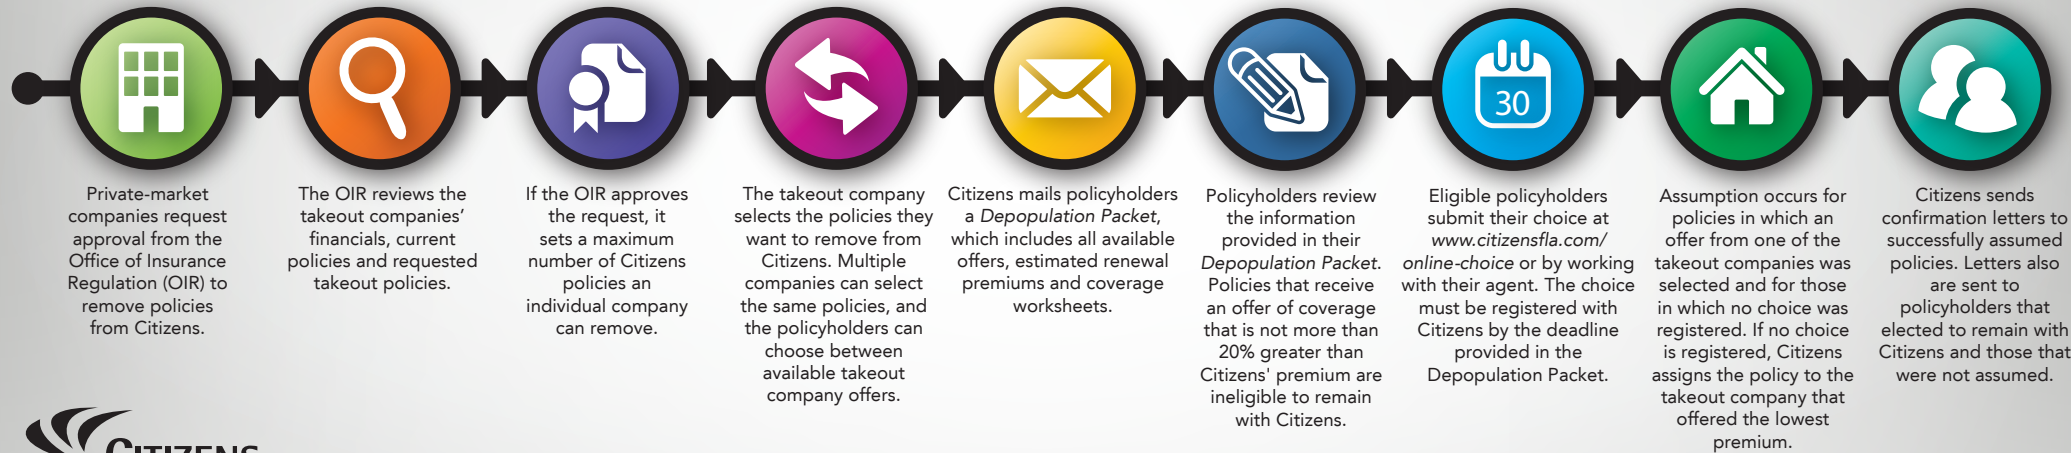 30
Private-market
companies request
approval from the
Office of Insurance
Regulation (OIR) to
remove policies
from Citizens.
The OIR reviews the
takeout companies’
financials, current
policies and requested
takeout policies.
If the OIR approves
the request, it
sets a maximum
number of Citizens
policies an
individual company
can remove.
The takeout company
selects the policies they
want to remove from
Citizens. Multiple
companies can select
the same policies, and
the policyholders can
choose between
available takeout
company offers.
Citizens mails policyholders
a Depopulation Packet,
which includes all available
offers, estimated renewal
premiums and coverage
worksheets.
Policyholders review
the information
provided in their
Depopulation Packet.
Policies that receive
an offer of coverage
that is not more than
20% greater than
Citizens' premium are
ineligible to remain
with Citizens.
Eligible policyholders
submit their choice at
www.citizensfla.com/
online-choice or by working
with their agent. The choice
must be registered with
Citizens by the deadline
provided in the
Depopulation Packet.
Assumption occurs for
policies in which an
offer from one of the
takeout companies was
selected and for those
in which no choice was
registered. If no choice
is registered, Citizens
assigns the policy to the
takeout company that
offered the lowest
premium.
Citizens sends
confirmation letters to
successfully assumed
policies. Letters also
are sent to
policyholders that
elected to remain with
Citizens and those that
were not assumed.
CITIZENS